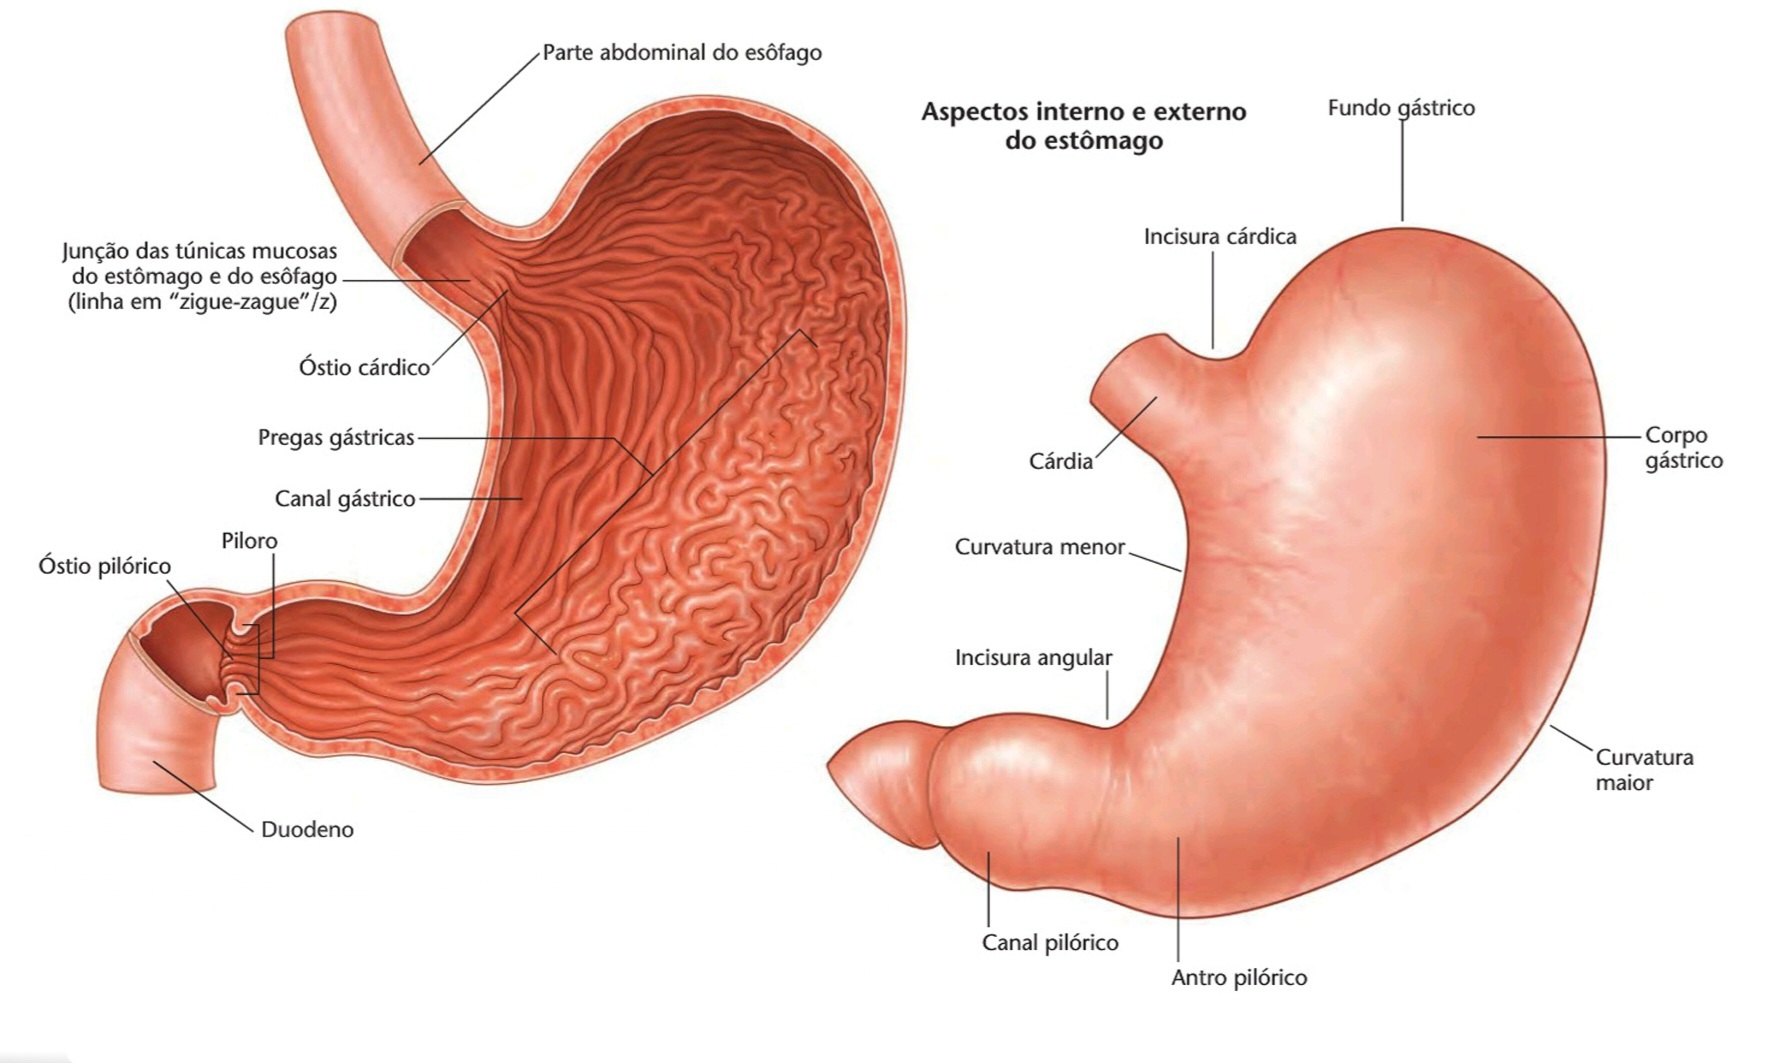 Parte abdominal do esôfago
Aspectos interno e externo
do estômago
Fundo gástrico
Incisura cárdica
Junção das túnicas mucosas
do estômago e do esôfago
(linha em “zigue-zague”/z)
Óstio cárdico
Pregas gástricas
Canal gástrico
Piloro
Óstio pilórico
Duodeno
Cárdia
Corpo
gástrico
Curvatura menor
Incisura angular
Curvatura
maior
Canal pilórico
Antro pilórico